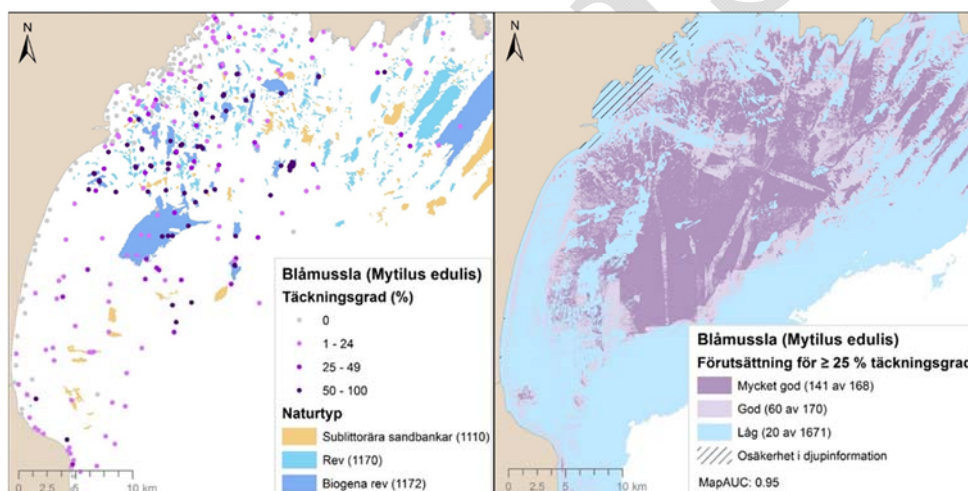 N
Blåmussla (Mytilus edulis)
Täckningsgrad (%)
0
1 - 24
25 - 49
50 - 100
Naturtyp
Sublittorära sandbankar (1110)
Rev (1170)
Biogena rev (1172)
0 2.5 5 10 km
N
Blåmussla (Mytilus edulis)
Förutsättning för ≥ 25 % täckningsgrad
Mycket god (141 av 168)
God (60 av 170)
Låg (20 av 1671)
Osäkerhet i djupinformation
MapAUC: 0.95
0 2.5 5 10 km